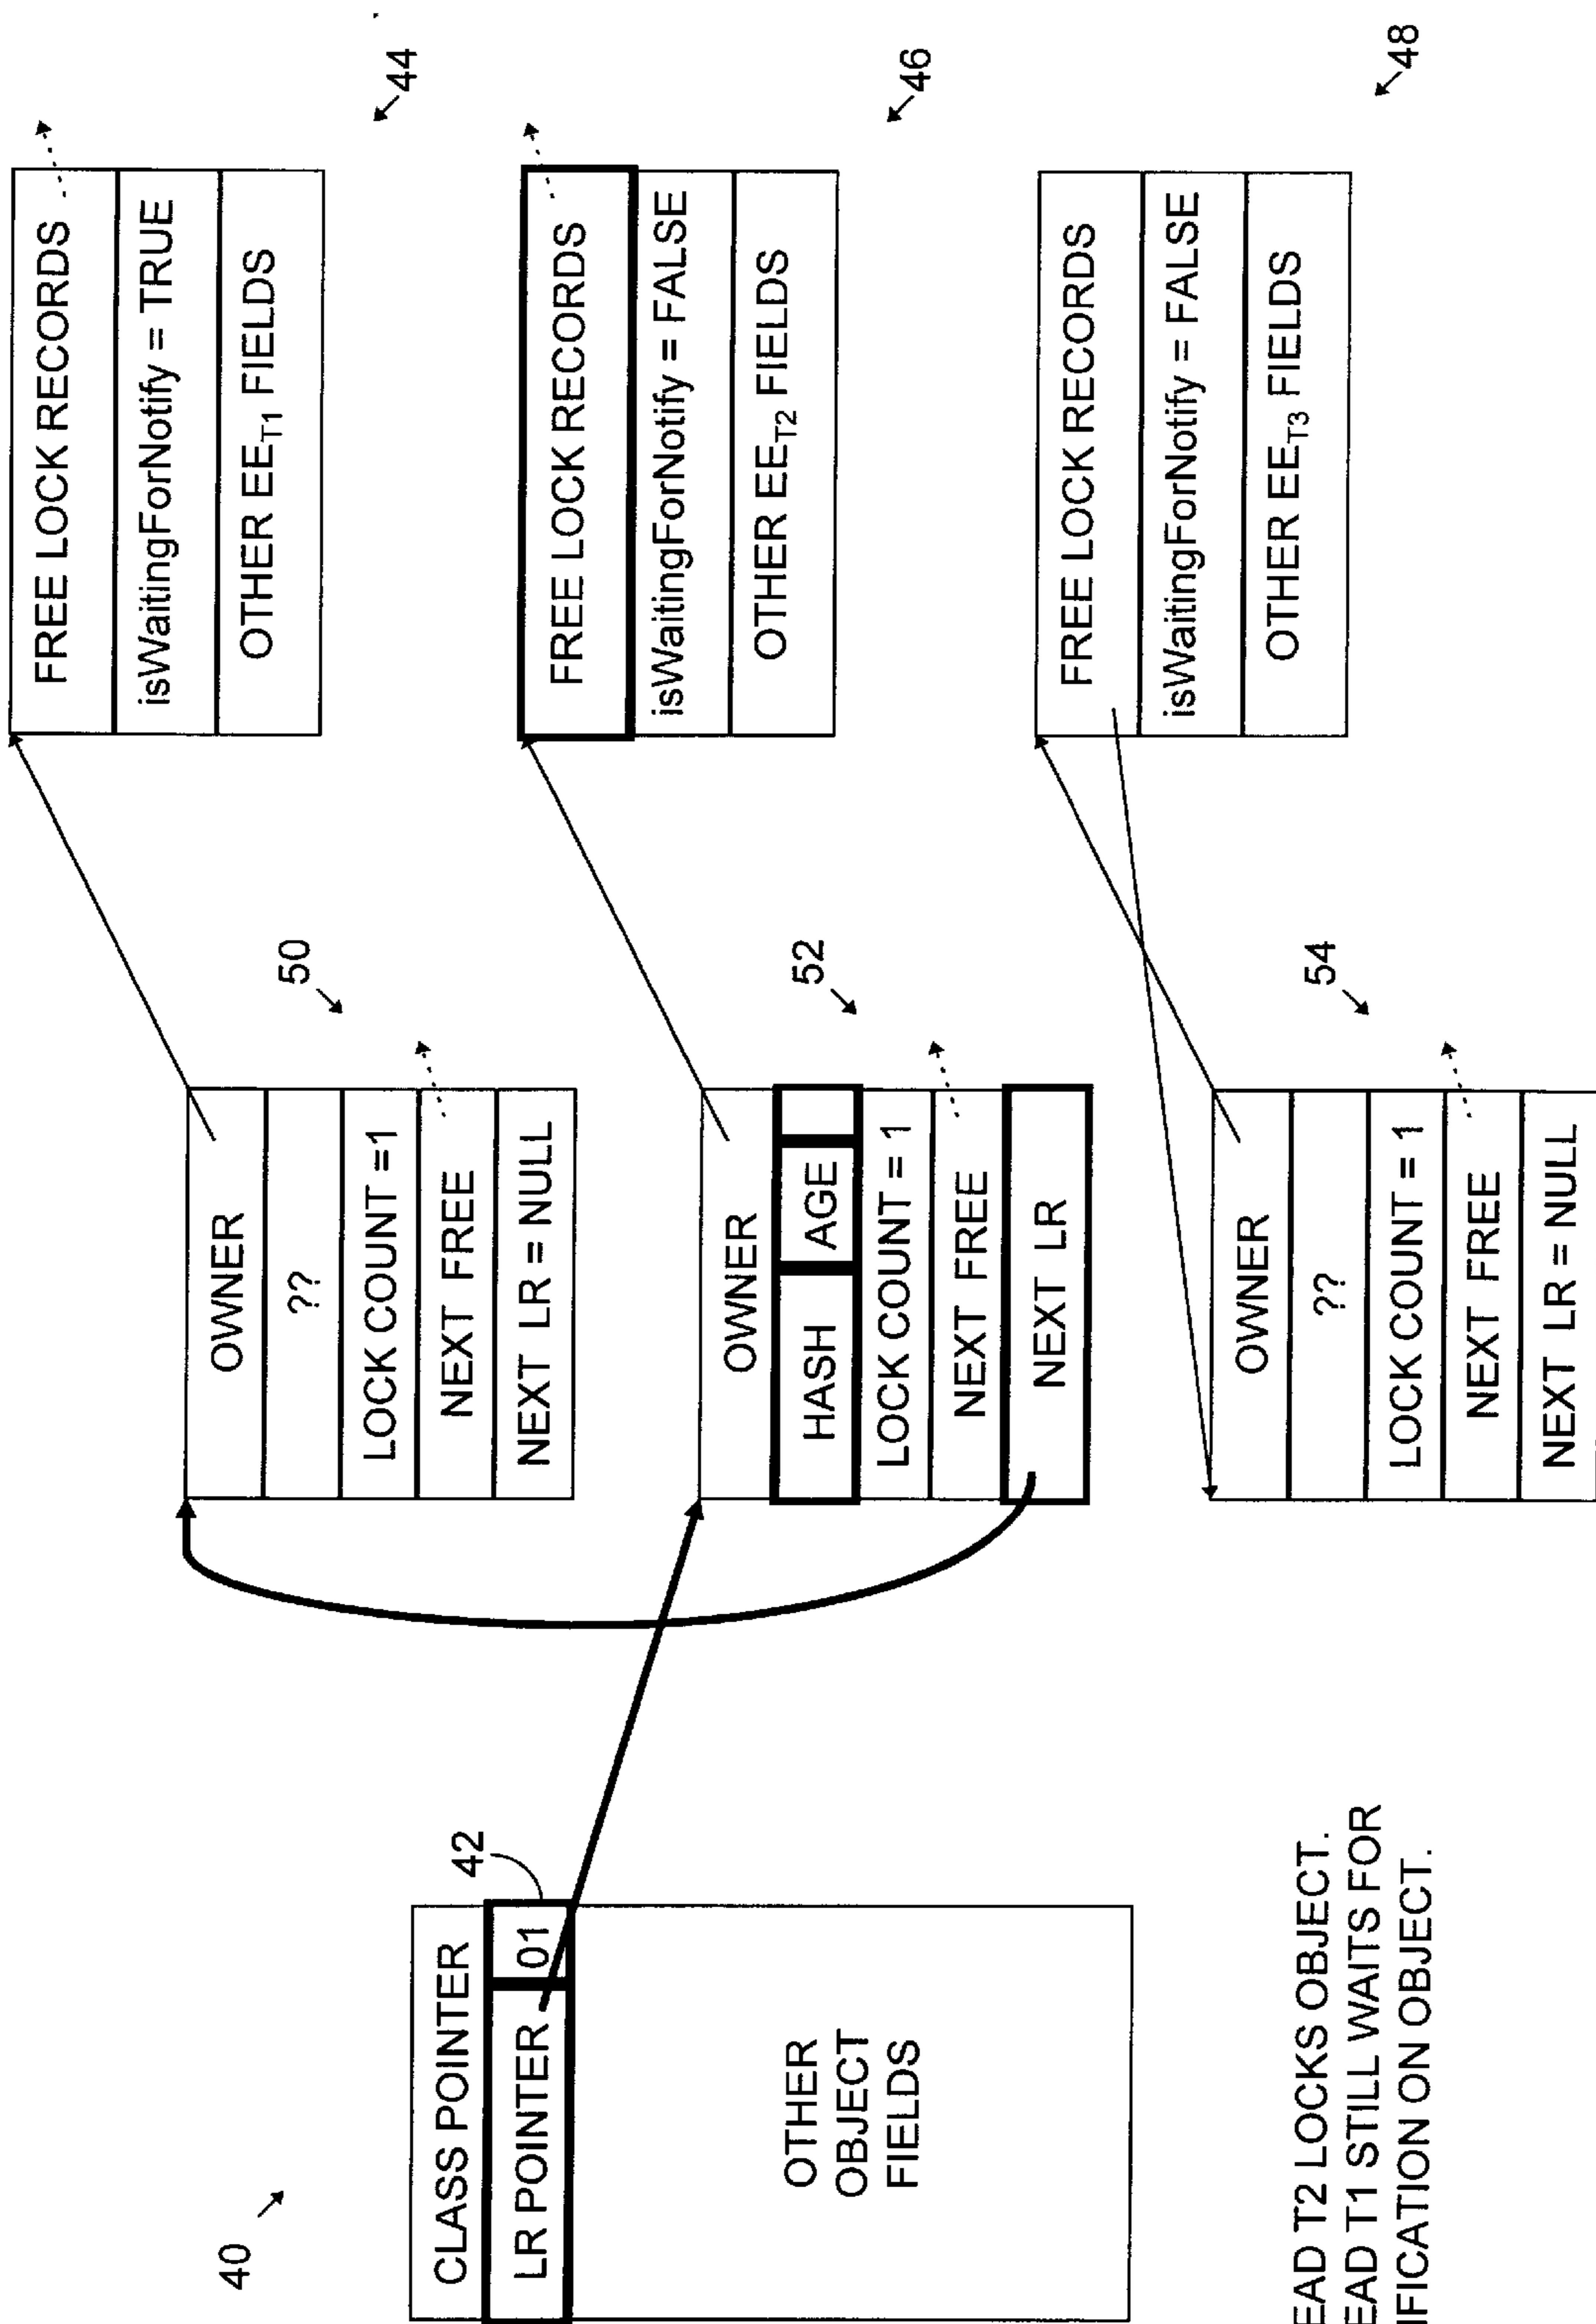 40
CLASS POINTER
LR POINTER 01
42
OTHER
OBJECT
FIELDS
EAD T2 LOCKS OBJECT.
EAD T1 STILL WAITS FOR
IFICATION ON OBJECT.
50
OWNER
??
LOCK COUNT =1
NEXT FREE
NEXT LR = NULL
52
OWNER
HASH AGE
LOCK COUNT = 1
NEXT FREE
NEXT LR
54
OWNER
??
LOCK COUNT = 1
NEXT FREE
NEXT LR = NULL
44
FREE LOCK RECORDS
isWaitingForNotify = TRUE
OTHER EET1 FIELDS
46
FREE LOCK RECORDS
isWaitingForNotify = FALSE
OTHER EET2 FIELDS
48
FREE LOCK RECORDS
isWaitingForNotify = FALSE
OTHER EET3 FIELDS